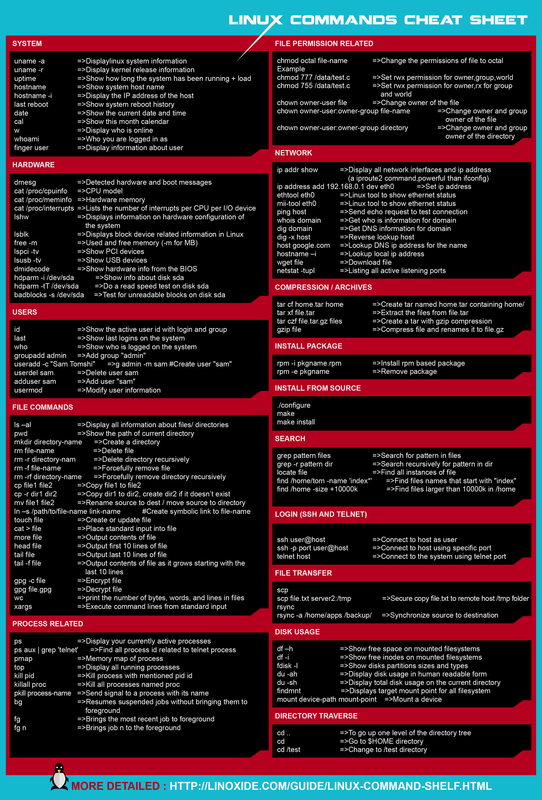 LINUX COMMANDS CHEAT SHEET
SYSTEM
uname -a =>Displaylinux system information
uname -r =>Display kernel release information
uptime =>Show how long the system has been running + load
hostname =>Show system host name
hostname -i =>Display the IP address of the host
last reboot =>Show system reboot history
date =>Show the current date and time
cal =>Show this month calendar
w =>Display who is online
whoami =>Who you are logged in as
finger user =>Display information about user
HARDWARE
dmesg =>Detected hardware and boot messages
cat /proc/cpuinfo =>CPU model
cat /proc/meminfo =>Hardware memory
cat /proc/interrupts =>Lists the number of interrupts per CPU per I/O device
lshw =>Displays information on hardware configuration of
the system
lsblk =>Displays block device related information in Linux
free -m =>Used and free memory (-m for MB)
lspci -tv =>Show PCI devices
lsusb -tv =>Show USB devices
dmidecode =>Show hardware info from the BIOS
hdparm -i /dev/sda =>Show info about disk sda
hdparm -tT /dev/sda =>Do a read speed test on disk sda
badblocks -s /dev/sda =>Test for unreadable blocks on disk sda
USERS
id =>Show the active user id with login and group
last =>Show last logins on the system
who =>Show who is logged on the system
groupadd admin =>Add group "admin"
useradd -c "Sam Tomshi" =>g admin -m sam #Create user "sam"
userdel sam =>Delete user sam
adduser sam =>Add user "sam"
usermod =>Modify user information
FILE COMMANDS
ls –al =>Display all information about files/ directories
pwd =>Show the path of current directory
mkdir directory-name =>Create a directory
rm file-name =>Delete file
rm -r directory-nam =>Delete directory recursively
rm -f file-name =>Forcefully remove file
rm -rf directory-name =>Forcefully remove directory recursively
cp file1 file2 =>Copy file1 to file2
cp -r dir1 dir2 =>Copy dir1 to dir2, create dir2 if it doesn't exist
mv file1 file2 =>Rename source to dest / move source to directory
ln –s /path/to/file-name link-name #Create symbolic link to file-name
touch file =>Create or update file
cat > file =>Place standard input into file
more file =>Output contents of file
head file =>Output first 10 lines of file
tail file =>Output last 10 lines of file
tail -f file =>Output contents of file as it grows starting with the
last 10 lines
gpg -c file =>Encrypt file
gpg file.gpg =>Decrypt file
wc =>print the number of bytes, words, and lines in files
xargs =>Execute command lines from standard input
PROCESS RELATED
ps =>Display your currently active processes
ps aux | grep 'telnet' =>Find all process id related to telnet process
pmap =>Memory map of process
top =>Display all running processes
kill pid =>Kill process with mentioned pid id
killall proc =>Kill all processes named proc
pkill process-name =>Send signal to a process with its name
bg =>Resumes suspended jobs without bringing them to
foreground
fg =>Brings the most recent job to foreground
fg n =>Brings job n to the foreground
FILE PERMISSION RELATED
chmod octal file-name =>Change the permissions of file to octal
Example
chmod 777 /data/test.c =>Set rwx permission for owner,group,world
chmod 755 /data/test.c =>Set rwx permission for owner,rx for group
and world
chown owner-user file =>Change owner of the file
chown owner-user:owner-group file-name =>Change owner and group
owner of the file
chown owner-user:owner-group directory =>Change owner and group
owner of the directory
NETWORK
ip addr show =>Display all network interfaces and ip address
(a iproute2 command,powerful than ifconfig)
ip address add 192.168.0.1 dev eth0 =>Set ip address
ethtool eth0 =>Linux tool to show ethernet status
mii-tool eth0 =>Linux tool to show ethernet status
ping host =>Send echo request to test connection
whois domain =>Get who is information for domain
dig domain =>Get DNS information for domain
dig -x host =>Reverse lookup host
host google.com =>Lookup DNS ip address for the name
hostname –i =>Lookup local ip address
wget file =>Download file
netstat -tupl =>Listing all active listening ports
COMPRESSION / ARCHIVES
tar cf home.tar home =>Create tar named home.tar containing home/
tar xf file.tar =>Extract the files from file.tar
tar czf file.tar.gz files =>Create a tar with gzip compression
gzip file =>Compress file and renames it to file.gz
INSTALL PACKAGE
rpm -i pkgname.rpm =>Install rpm based package
rpm -e pkgname =>Remove package
INSTALL FROM SOURCE
./configure
make
make install
SEARCH
grep pattern files =>Search for pattern in files
grep -r pattern dir =>Search recursively for pattern in dir
locate file =>Find all instances of file
find /home/tom -name 'index*' =>Find files names that start with "index"
find /home -size +10000k =>Find files larger than 10000k in /home
LOGIN (SSH AND TELNET)
ssh user@host =>Connect to host as user
ssh -p port user@host =>Connect to host using specific port
telnet host =>Connect to the system using telnet port
FILE TRANSFER
scp
scp file.txt server2:/tmp =>Secure copy file.txt to remote host /tmp folder
rsync
rsync -a /home/apps /backup/ =>Synchronize source to destination
DISK USAGE
df –h =>Show free space on mounted filesystems
df -i =>Show free inodes on mounted filesystems
fdisk -l =>Show disks partitions sizes and types
du -ah =>Display disk usage in human readable form
du -sh =>Display total disk usage on the current directory
findmnt =>Displays target mount point for all filesystem
mount device-path mount-point =>Mount a device
DIRECTORY TRAVERSE
cd .. =>To go up one level of the directory tree
cd =>Go to $HOME directory
cd /test =>Change to /test directory
MORE DETAILED : HTTP://LINOXIDE.COM/GUIDE/LINUX-COMMAND-SHELF.HTML